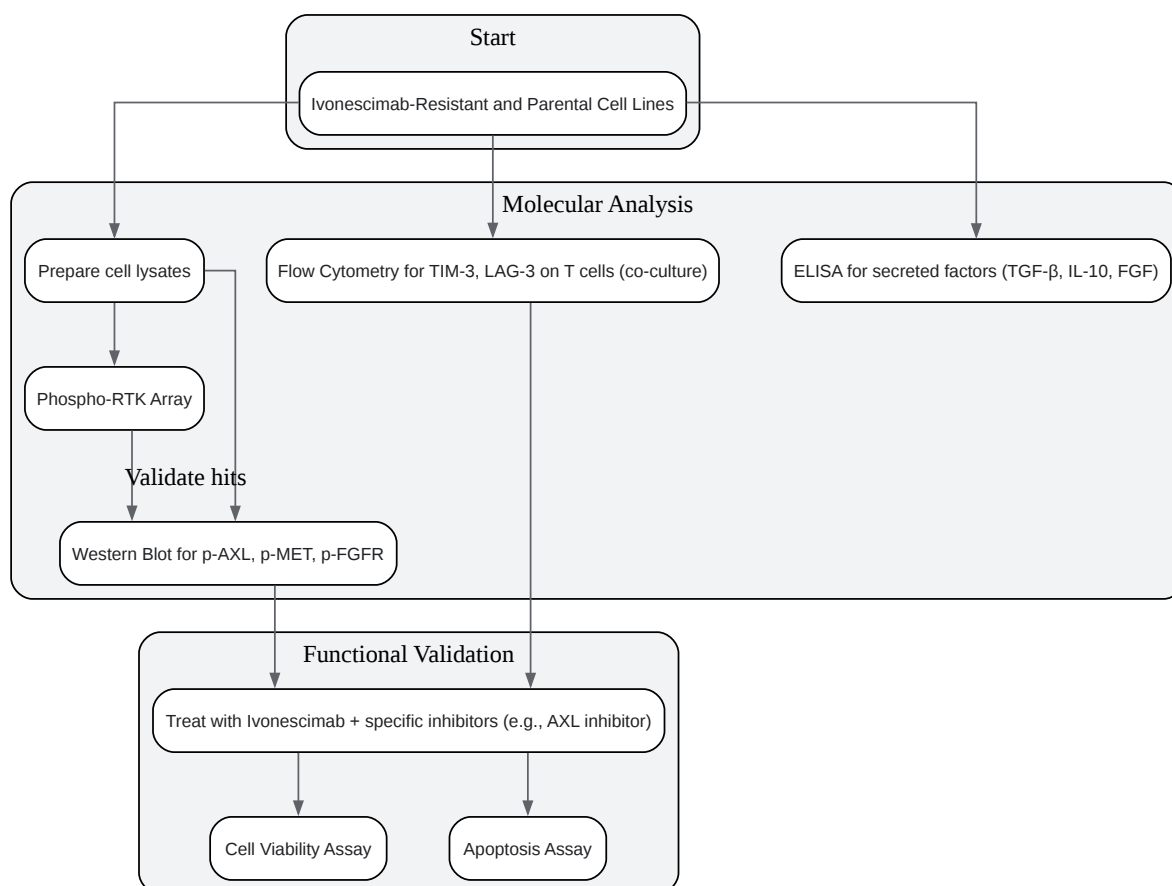 Start
Ivonescimab-Resistant and Parental Cell Lines
Molecular Analysis
Prepare cell lysates
Flow Cytometry for TIM-3, LAG-3 on T cells (co-culture)
ELISA for secreted factors (TGF-β, IL-10, FGF)
Phospho-RTK Array
Validate hits
Western Blot for p-AXL, p-MET, p-FGFR
Functional Validation
Treat with Ivonescimab + specific inhibitors (e.g., AXL inhibitor)
Cell Viability Assay
Apoptosis Assay